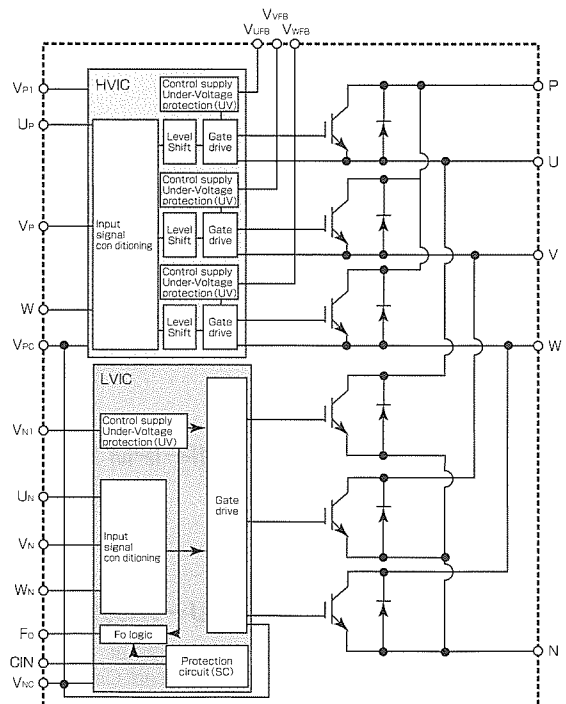 VVFB
VUFB VWFB
VP1
HVIC
Control supply
Under-Voltage
protection (UV)
P
UP
Level
Shift
Gate
drive
U
Control supply
Under-Voltage
protection (UV)
VP
Input
signal
con ditioning
Level
Shift
Gate
drive
V
Control supply
Under-Voltage
protection (UV)
W
Level
Shift
Gate
drive
VPC
W
LVIC
VN1
Control supply
Under-Voltage
protection (UV)
UN
VN
Input
signal
con ditioning
Gate
drive
WN
FO
Fo logic
CIN
Protection
circuit (SC)
N
VNC